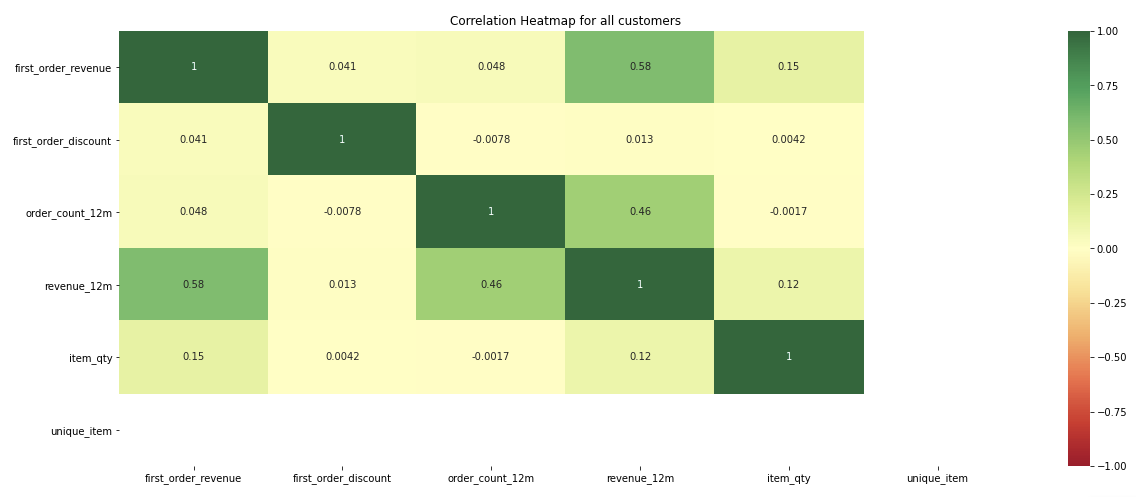 Correlation Heatmap for all customers
first_order_revenue 1 0.041 0.048 0.58 0.15
first_order_discount 0.041 1 -0.0078 0.013 0.0042
order_count_12m 0.048 -0.0078 1 0.46 -0.0017
revenue_12m 0.58 0.013 0.46 1 0.12
item_qty 0.15 0.0042 -0.0017 0.12 1
unique_item
first_order_revenue first_order_discount order_count_12m revenue_12m item_qty unique_item
1.00
0.75
0.50
0.25
0.00
−0.25
−0.50
−0.75
−1.00